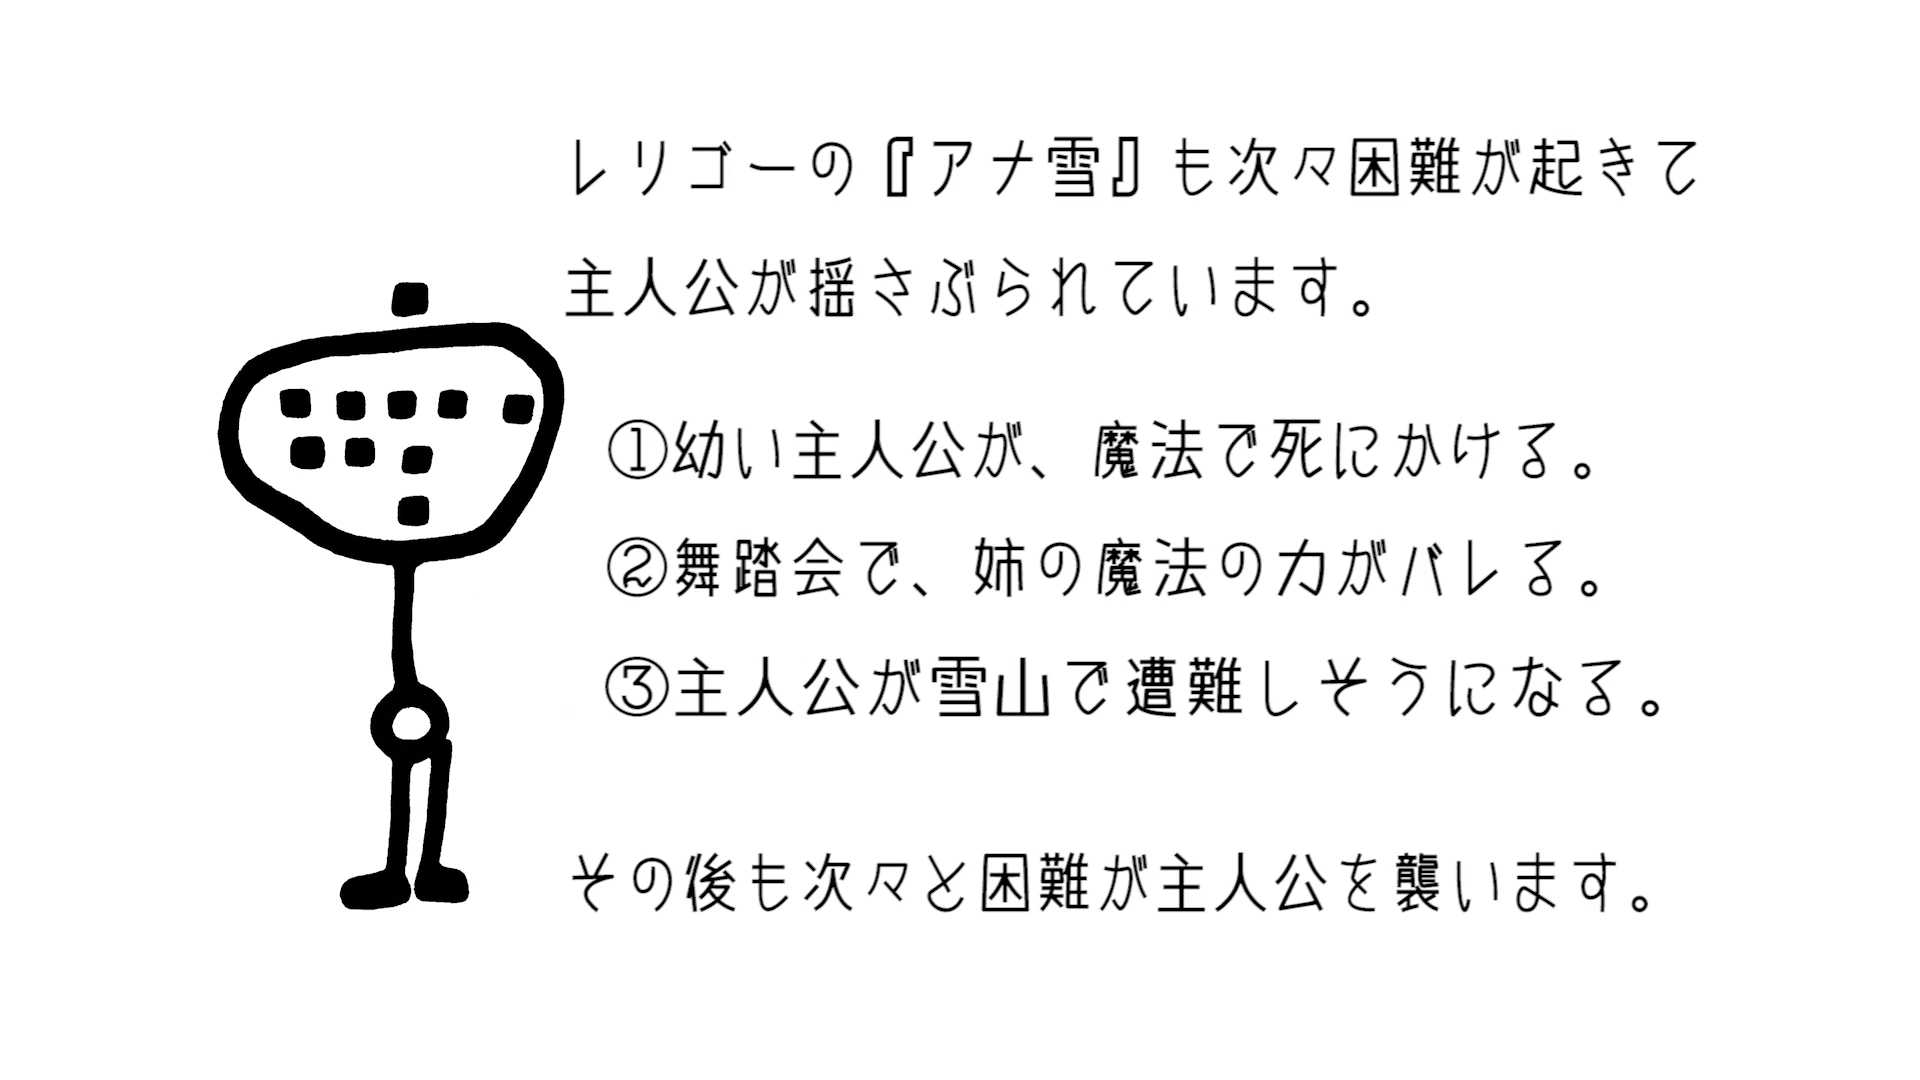 レリゴーの『アナ雪』も次々困難が起きて
主人公が揺さぶられています。
①幼い主人公が、魔法で死にかける。
②舞踏会で、姉の魔法の力がバレる。
③主人公が雪山で遭難しそうになる。
その後も次々と困難が主人公を襲います。